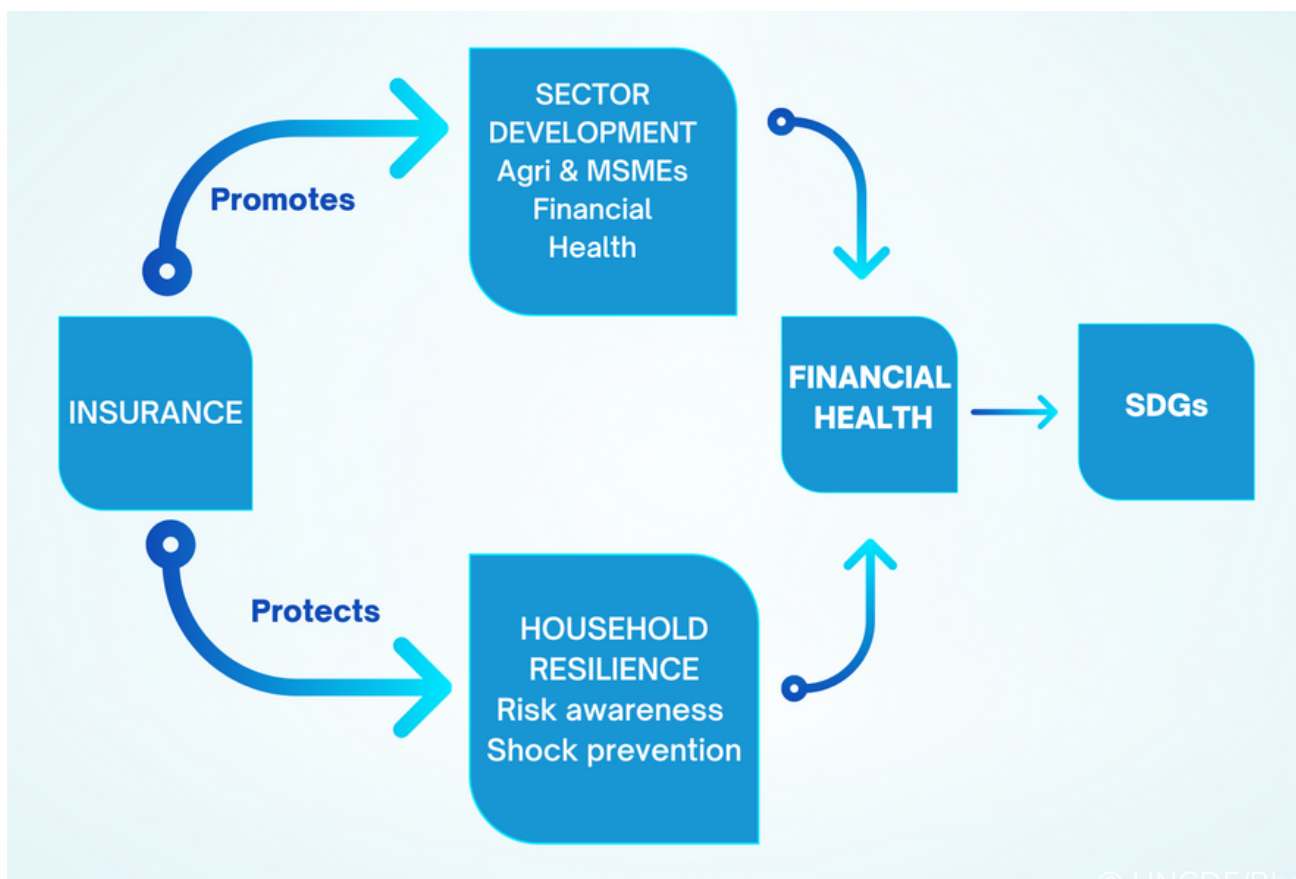 SECTOR
DEVELOPMENT
Agri & MSMEs
Financial
Health
Promotes
INSURANCE
FINANCIAL
HEALTH
SDGs
Protects
HOUSEHOLD
RESILIENCE
Risk awareness
Shock prevention